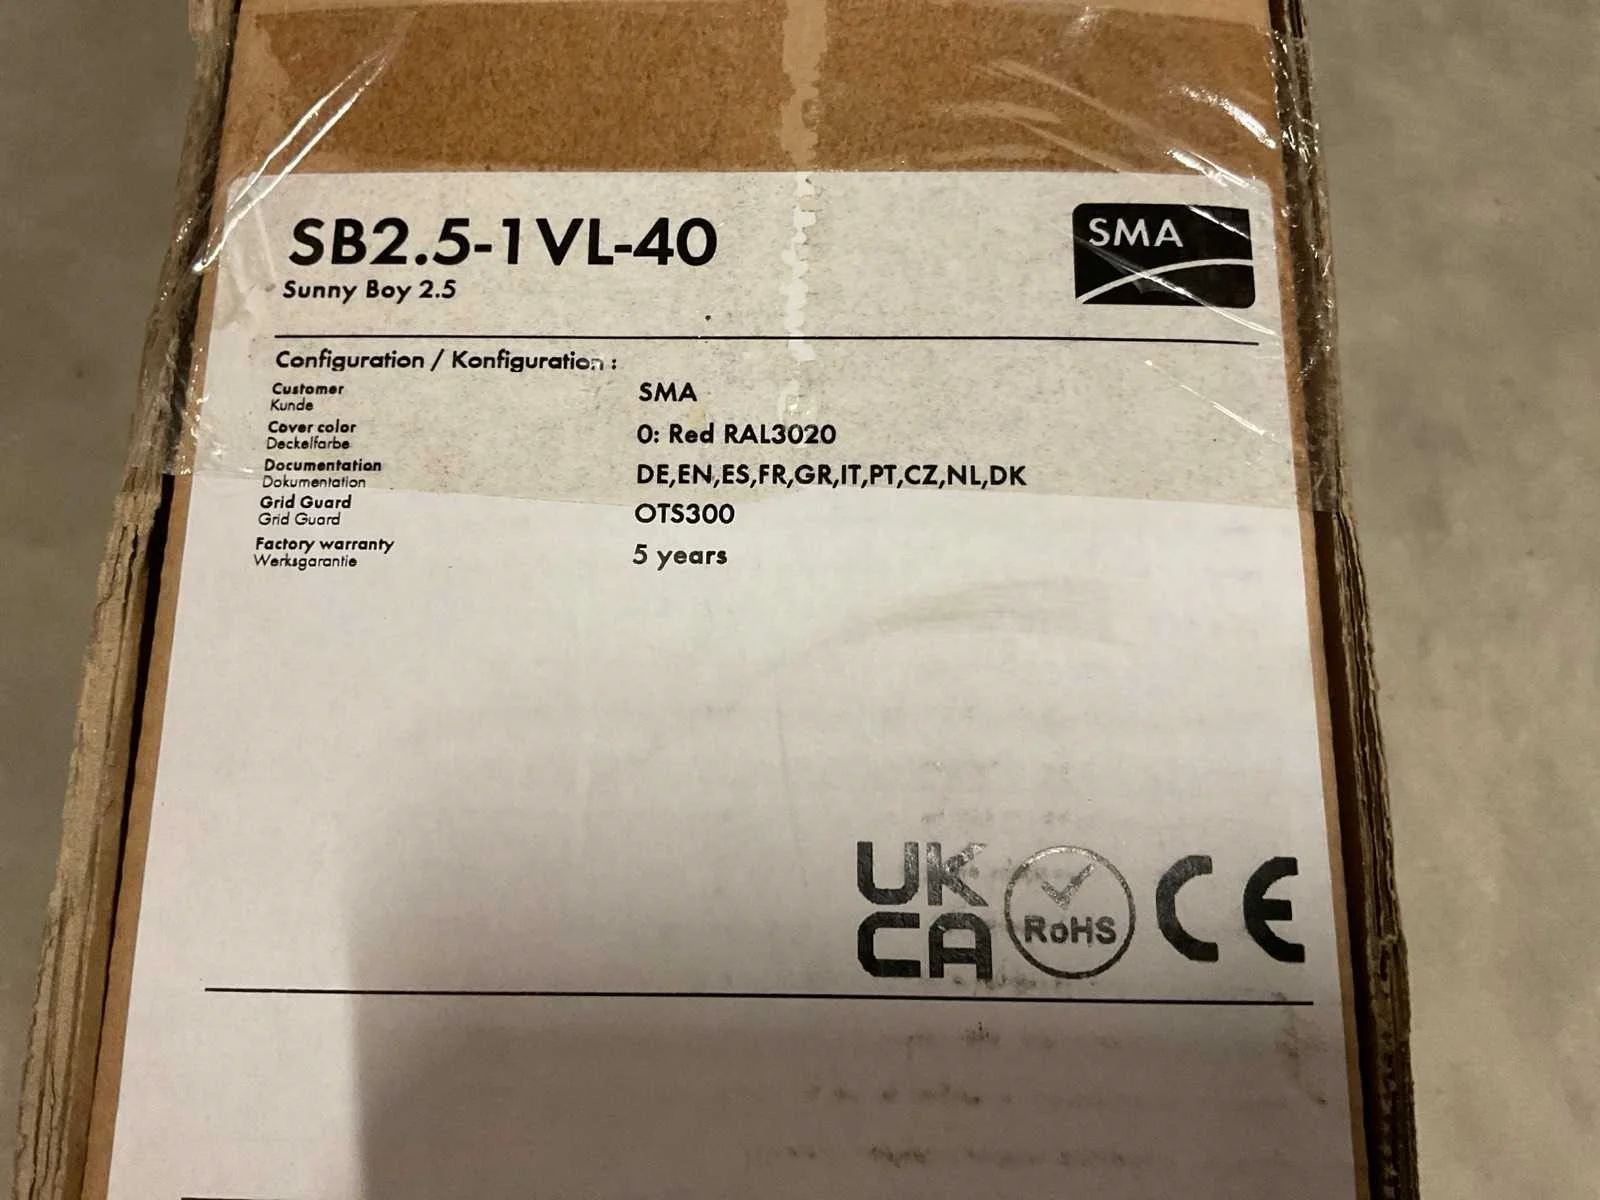 SB2.5-1VL-40
SMA
Sunny Boy 2.5
Configuration / Konfiguration :
Customer
Kunde
SMA
Cover color
Deckelfarbe
0: Red RAL3020
Documentation
Dokumentation
DE,EN,ES,FR,GR,IT,PT,CZ,NL,DK
Grid Guard
Grid Guard
OTS300
Factory warranty
Werksgarantie
5 years
UK
CA
RoHS
CE